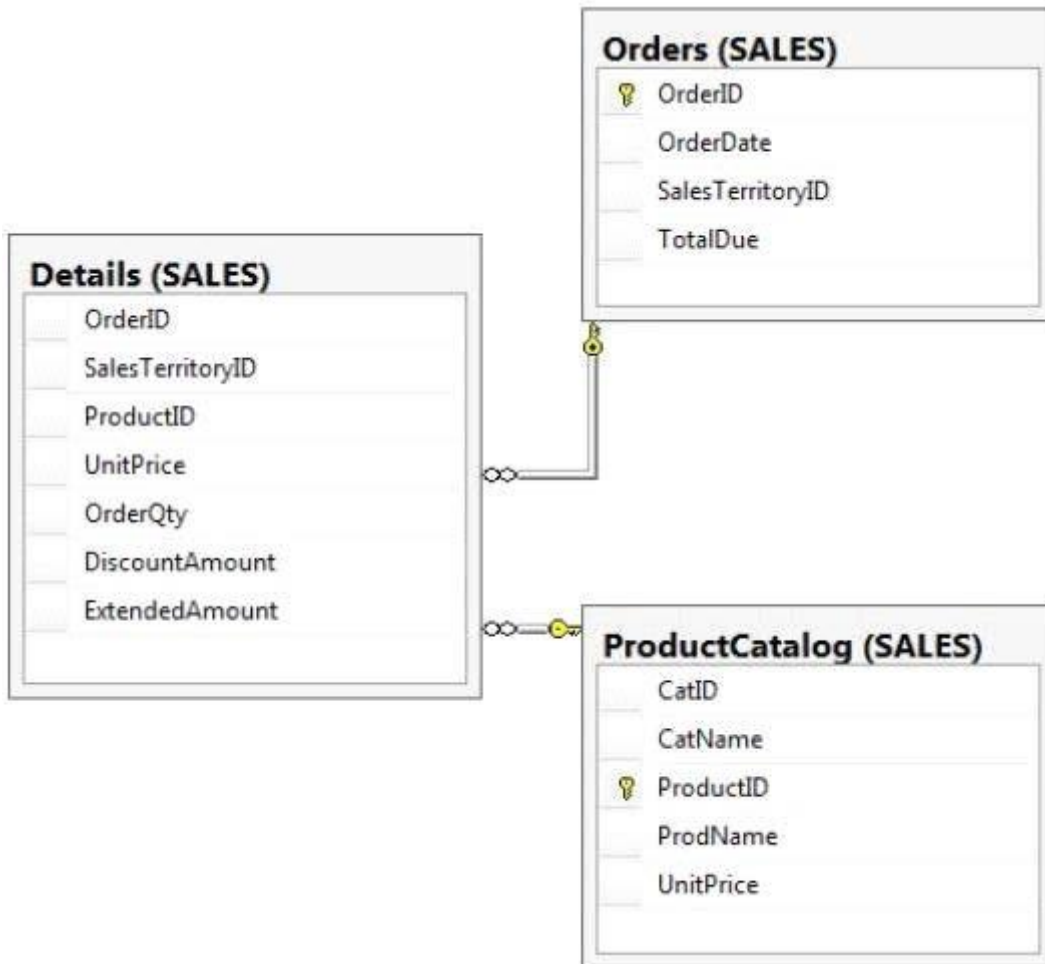 Orders (SALES)
OrderID
OrderDate
SalesTerritoryID
TotalDue
Details (SALES)
OrderID
SalesTerritoryID
ProductID
UnitPrice
OrderQty
DiscountAmount
ExtendedAmount
ProductCatalog (SALES)
CatID
CatName
ProductID
ProdName
UnitPrice